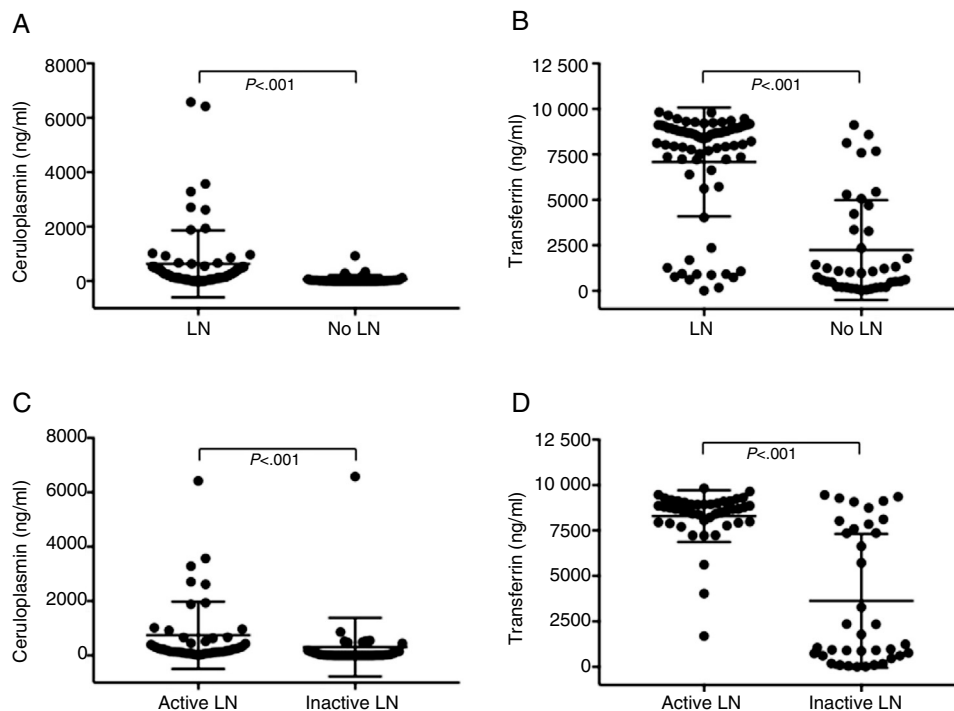 A
Ceruloplasmin (ng/ml)
8000
6000
4000
2000
0
P<.001
LN
No LN
B
Transferrin (ng/ml)
12 500
10 000
7500
5000
2500
0
P<.001
LN
No LN
C
Ceruloplasmin (ng/ml)
8000
6000
4000
2000
0
P<.001
Active LN
Inactive LN
D
Transferrin (ng/ml)
12 500
10 000
7500
5000
2500
0
P<.001
Active LN
Inactive LN